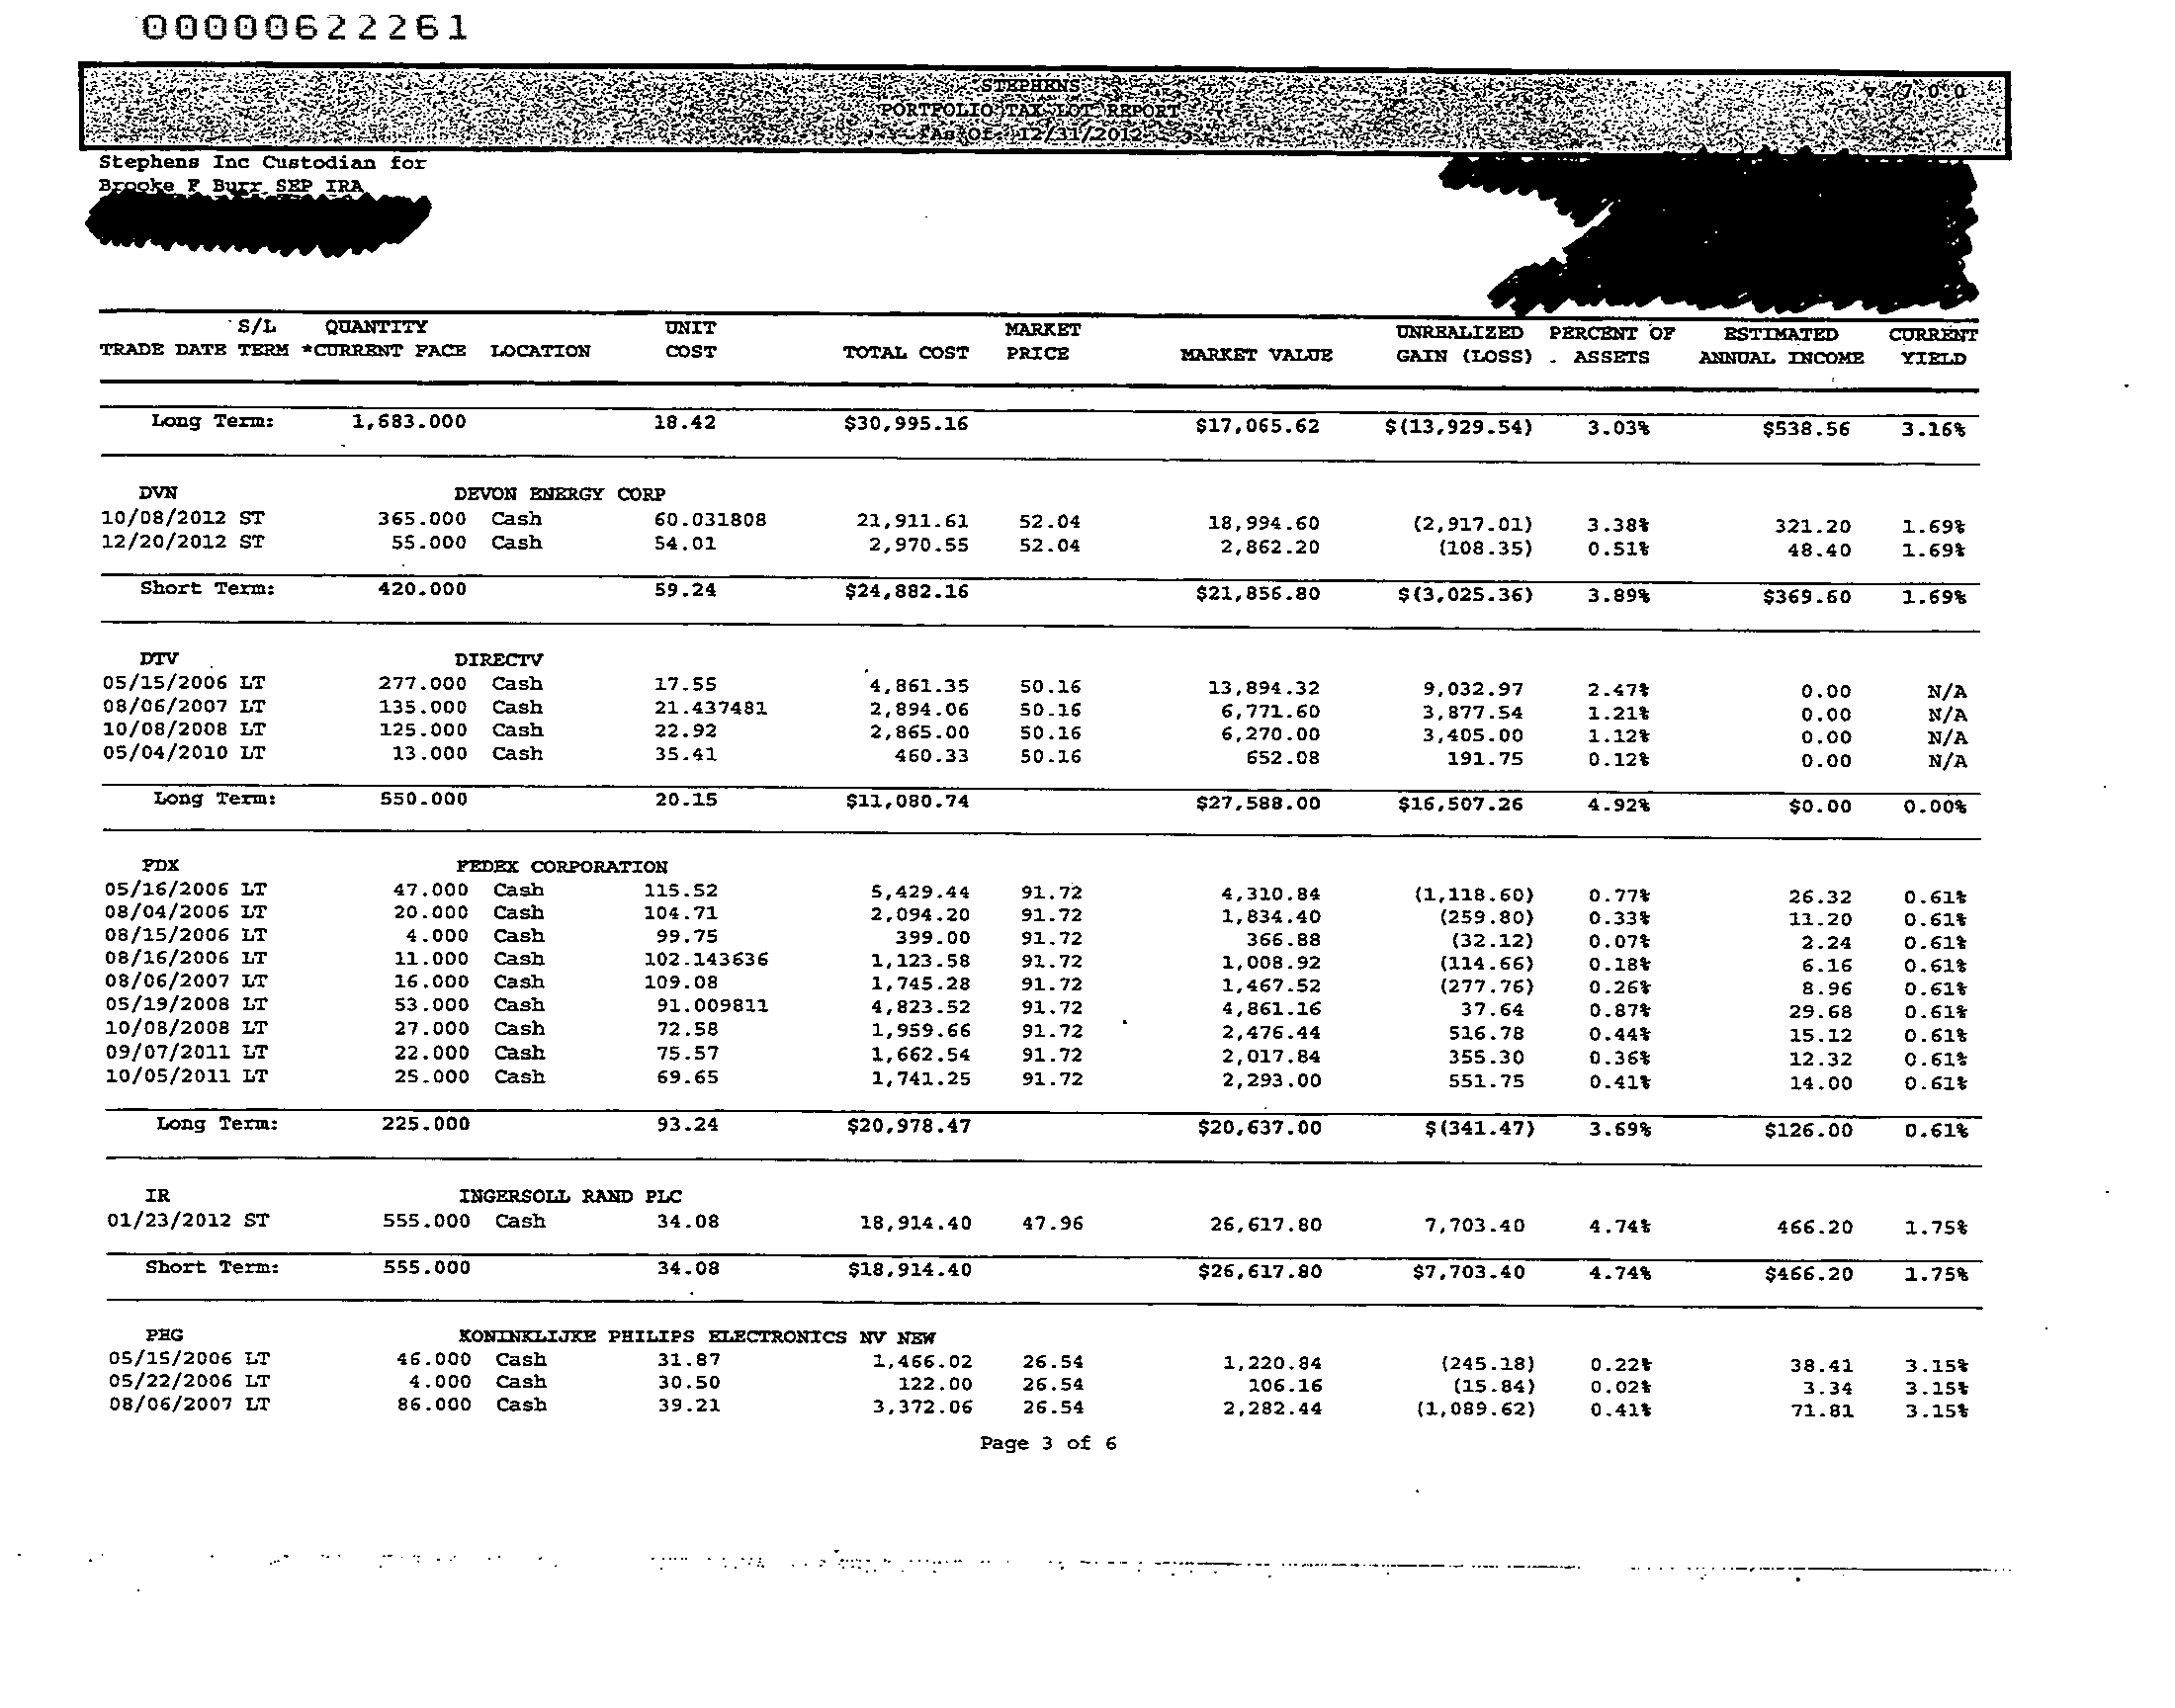 00000622261
STEPHENS
PORTFOLIO TAX LOT REPORT
As Of 12/31/2012
Stephens Inc Custodian for
Brooke F Burr SEP IRA
S/L QUANTITY UNIT MARKET UNREALIZED PERCENT OF ESTIMATED CURRENT
TRADE DATE TERM *CURRENT FACE LOCATION COST TOTAL COST PRICE MARKET VALUE GAIN (LOSS) ASSETS ANNUAL INCOME YIELD
Long Term: 1,683.000 18.42 $30,995.16 $17,065.62 $(13,929.54) 3.03% $538.56 3.16%
DVN DEVON ENERGY CORP
10/08/2012 ST 365.000 Cash 60.031808 21,911.61 52.04 18,994.60 (2,917.01) 3.38% 321.20 1.69%
12/20/2012 ST 55.000 Cash 54.01 2,970.55 52.04 2,862.20 (108.35) 0.51% 48.40 1.69%
Short Term: 420.000 59.24 $24,882.16 $21,856.80 $(3,025.36) 3.89% $369.60 1.69%
DTV DIRECTV
05/15/2006 LT 277.000 Cash 17.55 4,861.35 50.16 13,894.32 9,032.97 2.47% 0.00 N/A
08/06/2007 LT 135.000 Cash 21.437481 2,894.06 50.16 6,771.60 3,877.54 1.21% 0.00 N/A
10/08/2008 LT 125.000 Cash 22.92 2,865.00 50.16 6,270.00 3,405.00 1.12% 0.00 N/A
05/04/2010 LT 13.000 Cash 35.41 460.33 50.16 652.08 191.75 0.12% 0.00 N/A
Long Term: 550.000 20.15 $11,080.74 $27,588.00 $16,507.26 4.92% $0.00 0.00%
FDX FEDEX CORPORATION
05/16/2006 LT 47.000 Cash 115.52 5,429.44 91.72 4,310.84 (1,118.60) 0.77% 26.32 0.61%
08/04/2006 LT 20.000 Cash 104.71 2,094.20 91.72 1,834.40 (259.80) 0.33% 11.20 0.61%
08/15/2006 LT 4.000 Cash 99.75 399.00 91.72 366.88 (32.12) 0.07% 2.24 0.61%
08/16/2006 LT 11.000 Cash 102.143636 1,123.58 91.72 1,008.92 (114.66) 0.18% 6.16 0.61%
08/06/2007 LT 16.000 Cash 109.08 1,745.28 91.72 1,467.52 (277.76) 0.26% 8.96 0.61%
05/19/2008 LT 53.000 Cash 91.009811 4,823.52 91.72 4,861.16 37.64 0.87% 29.68 0.61%
10/08/2008 LT 27.000 Cash 72.58 1,959.66 91.72 2,476.44 516.78 0.44% 15.12 0.61%
09/07/2011 LT 22.000 Cash 75.57 1,662.54 91.72 2,017.84 355.30 0.36% 12.32 0.61%
10/05/2011 LT 25.000 Cash 69.65 1,741.25 91.72 2,293.00 551.75 0.41% 14.00 0.61%
Long Term: 225.000 93.24 $20,978.47 $20,637.00 $(341.47) 3.69% $126.00 0.61%
IR INGERSOLL RAND PLC
01/23/2012 ST 555.000 Cash 34.08 18,914.40 47.96 26,617.80 7,703.40 4.74% 466.20 1.75%
Short Term: 555.000 34.08 $18,914.40 $26,617.80 $7,703.40 4.74% $466.20 1.75%
PHG KONINKLIJKE PHILIPS ELECTRONICS NV NEW
05/15/2006 LT 46.000 Cash 31.87 1,466.02 26.54 1,220.84 (245.18) 0.22% 38.41 3.15%
05/22/2006 LT 4.000 Cash 30.50 122.00 26.54 106.16 (15.84) 0.02% 3.34 3.15%
08/06/2007 LT 86.000 Cash 39.21 3,372.06 26.54 2,282.44 (1,089.62) 0.41% 71.81 3.15%
Page 3 of 6